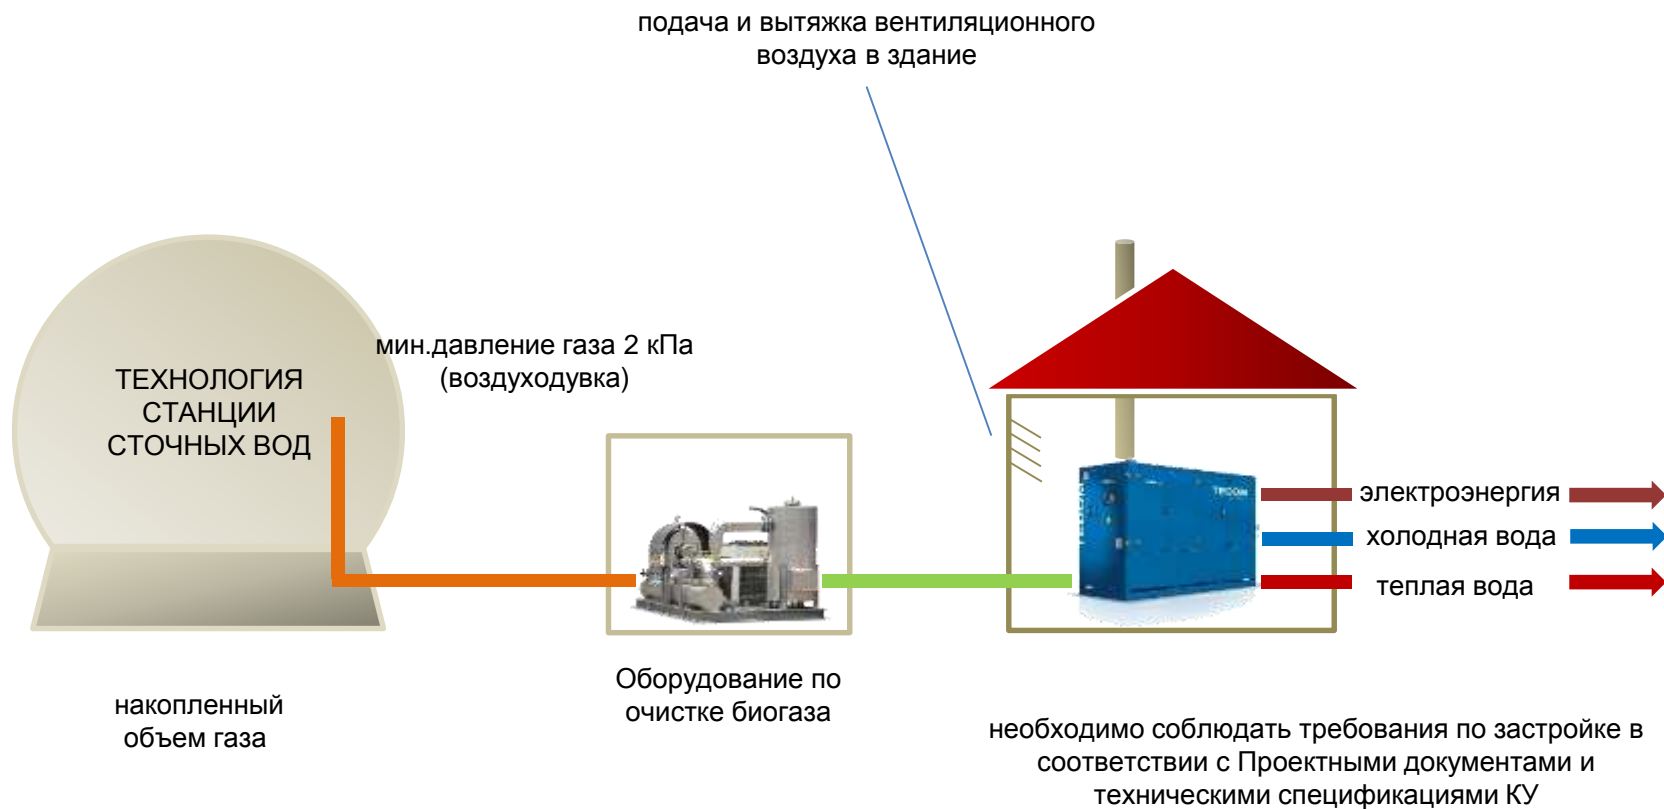 подача и вытяжка вентиляционного
воздуха в здание
мин.давление газа 2 кПа
(воздуходувка)
ТЕХНОЛОГИЯ
СТАНЦИИ
СТОЧНЫХ ВОД
TEDOM
электроэнергия
холодная вода
теплая вода
Оборудование по
очистке биогаза
накопленный
объем газа
необходимо соблюдать требования по застройке в
соответствии с Проектными документами и
техническими спецификациями КУ